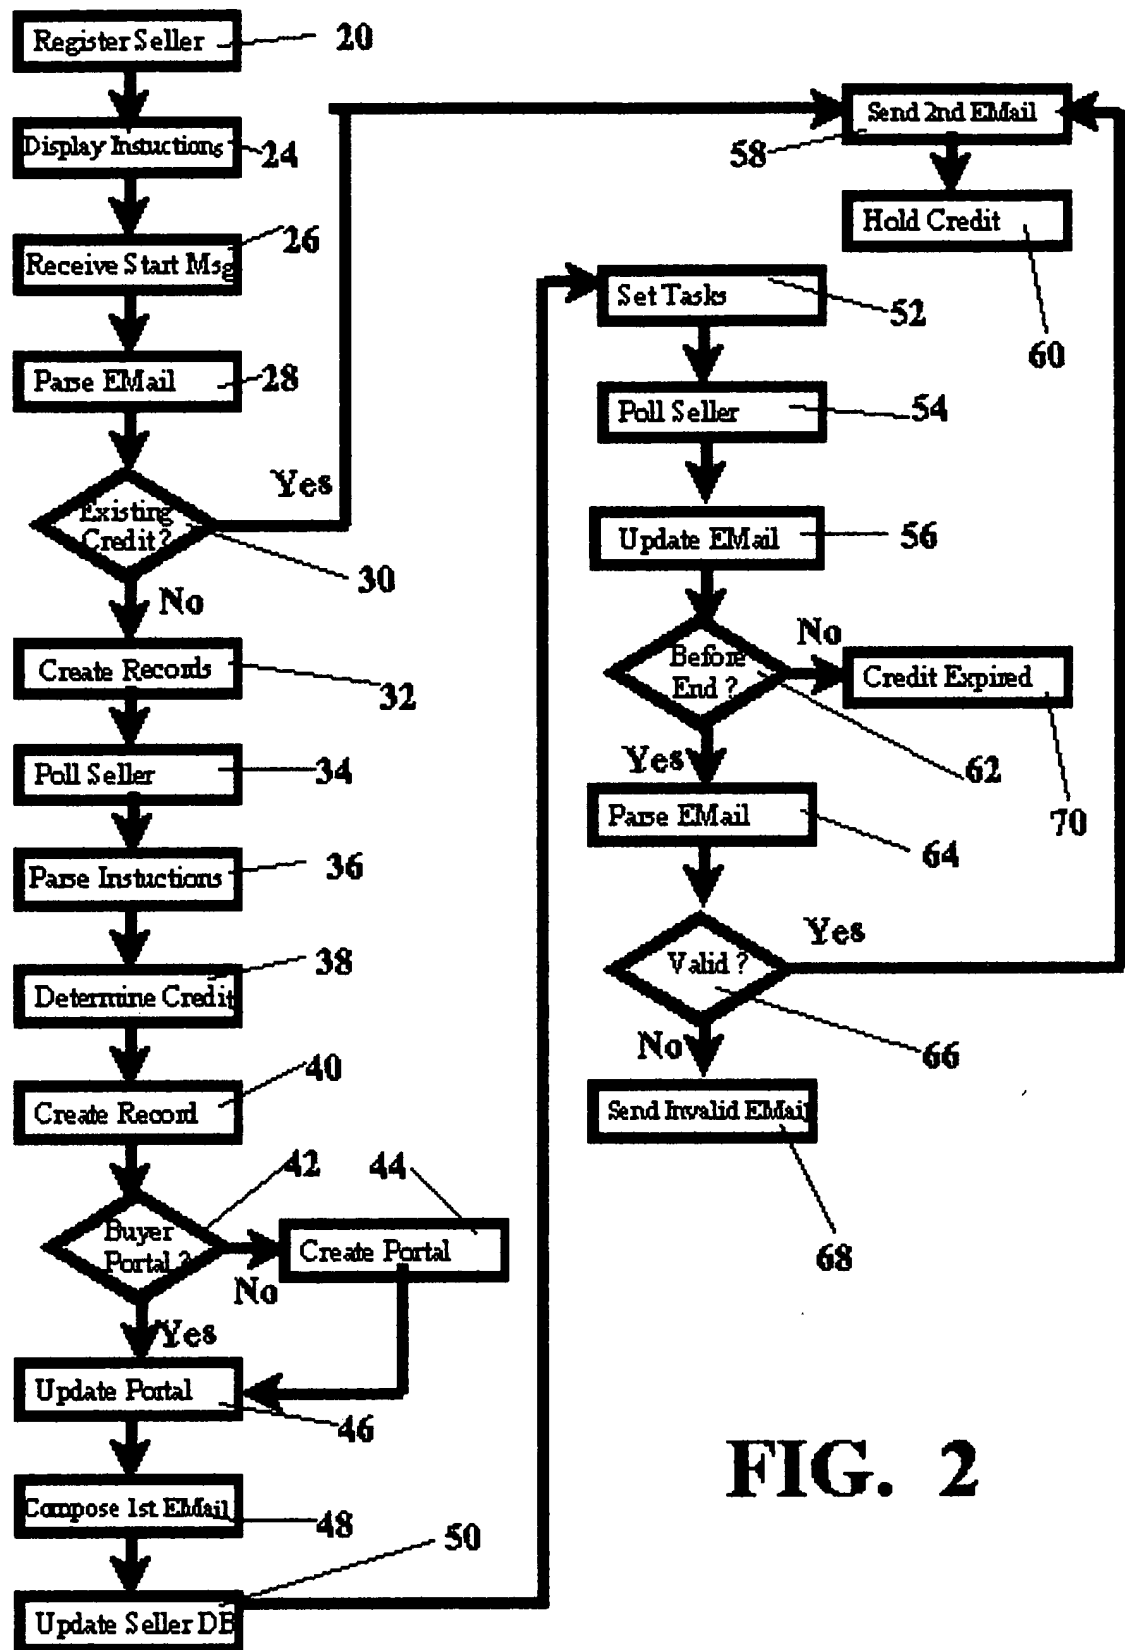 Register Seller
20
Display Instuctions
24
26
Receive Start Msg
Parse EMail
28
Existing
Credit ?
Yes
30
No
Create Records
32
Poll Seller
34
Parse Instuctions
36
38
Determine Credit
40
Create Record
42
Buyer
Portal ?
No
44
Create Portal
Yes
Update Portal
46
Compose 1st EMail
48
50
Update Seller DB
Set Tasks
52
Poll Seller
54
Update EMail
56
Before
End ?
No
Credit Expired
62
70
Yes
Parse EMail
64
Valid ?
Yes
66
No
Send Invalid EMail
68
Send 2nd EMail
58
Hold Credit
60
FIG. 2